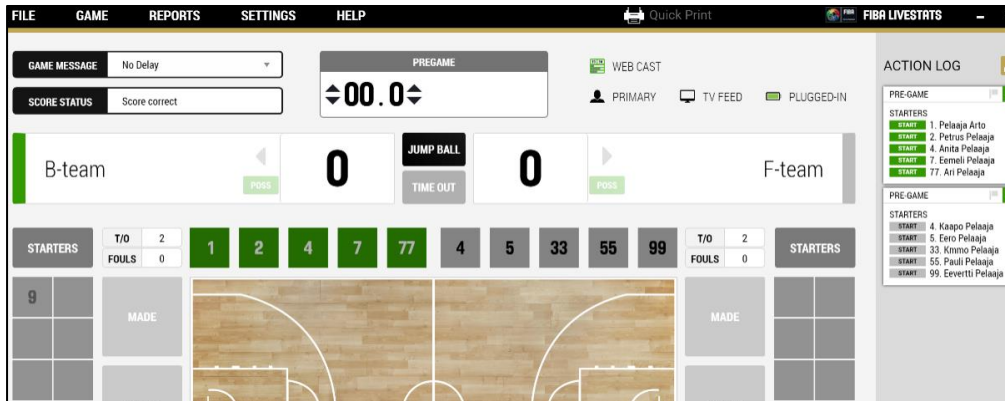 FILE GAME REPORTS SETTINGS HELP Quick Print FIBA LIVESTATS
GAME MESSAGE No Delay
SCORE STATUS Score correct
PREGAME
00.0
WEB CAST
PRIMARY TV FEED PLUGGED-IN
B-team
POSS
0
JUMP BALL
TIME OUT
0
POSS
F-team
STARTERS
T/O 2
FOULS 0
1 2 4 7 77 4 5 33 55 99
T/O 2
FOULS 0
STARTERS
9
MADE
MADE
ACTION LOG
PRE-GAME
STARTERS
START 1. Pelaaja Arto
START 2. Petrus Pelaaja
START 4. Anita Pelaaja
START 7. Eemeli Pelaaja
START 77. Ari Pelaaja
PRE-GAME
STARTERS
START 4. Kaapo Pelaaja
START 5. Eero Pelaaja
START 33. Kmmo Pelaaja
START 55. Pauli Pelaaja
START 99. Eevertti Pelaaja